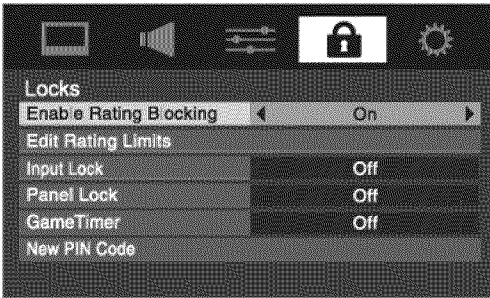 Locks
Enable Rating Blocking On
Edit Rating Limits
Input Lock Off
Panel Lock Off
GameTimer Off
New PIN Code